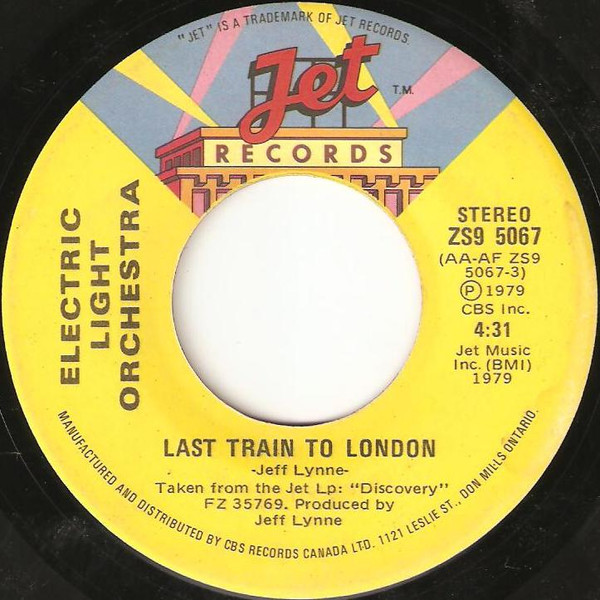 "JET" IS A TRADEMARK OF JET RECORDS.
Jet
T.M.
RECORDS
ELECTRIC
LIGHT
ORCHESTRA
STEREO
ZS9 5067
(AA-AF ZS9
5067-3)
Ⓟ 1979
CBS Inc.
4:31
Jet Music
Inc. (BMI)
1979
LAST TRAIN TO LONDON
-Jeff Lynne-
Taken from the Jet Lp: "Discovery"
FZ 35769. Produced by
Jeff Lynne
MANUFACTURED AND DISTRIBUTED BY CBS RECORDS CANADA LTD. 1121 LESLIE ST., DON MILLS ONTARIO.